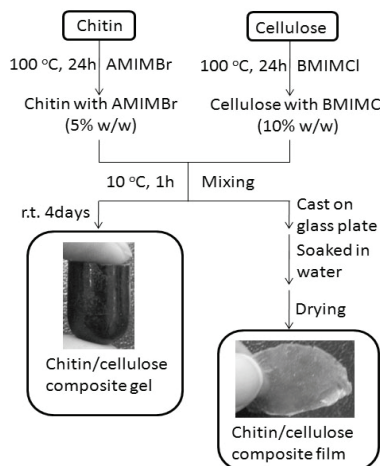 Chitin
Cellulose
100 °C, 24h AMIMBr
100 °C, 24h BMIMCl
Chitin with AMIMBr
(5% w/w)
Cellulose with BMIMC
(10% w/w)
10 °C, 1h Mixing
r.t. 4days
Cast on
glass plate
Soaked in
water
Drying
Chitin/cellulose
composite gel
Chitin/cellulose
composite film